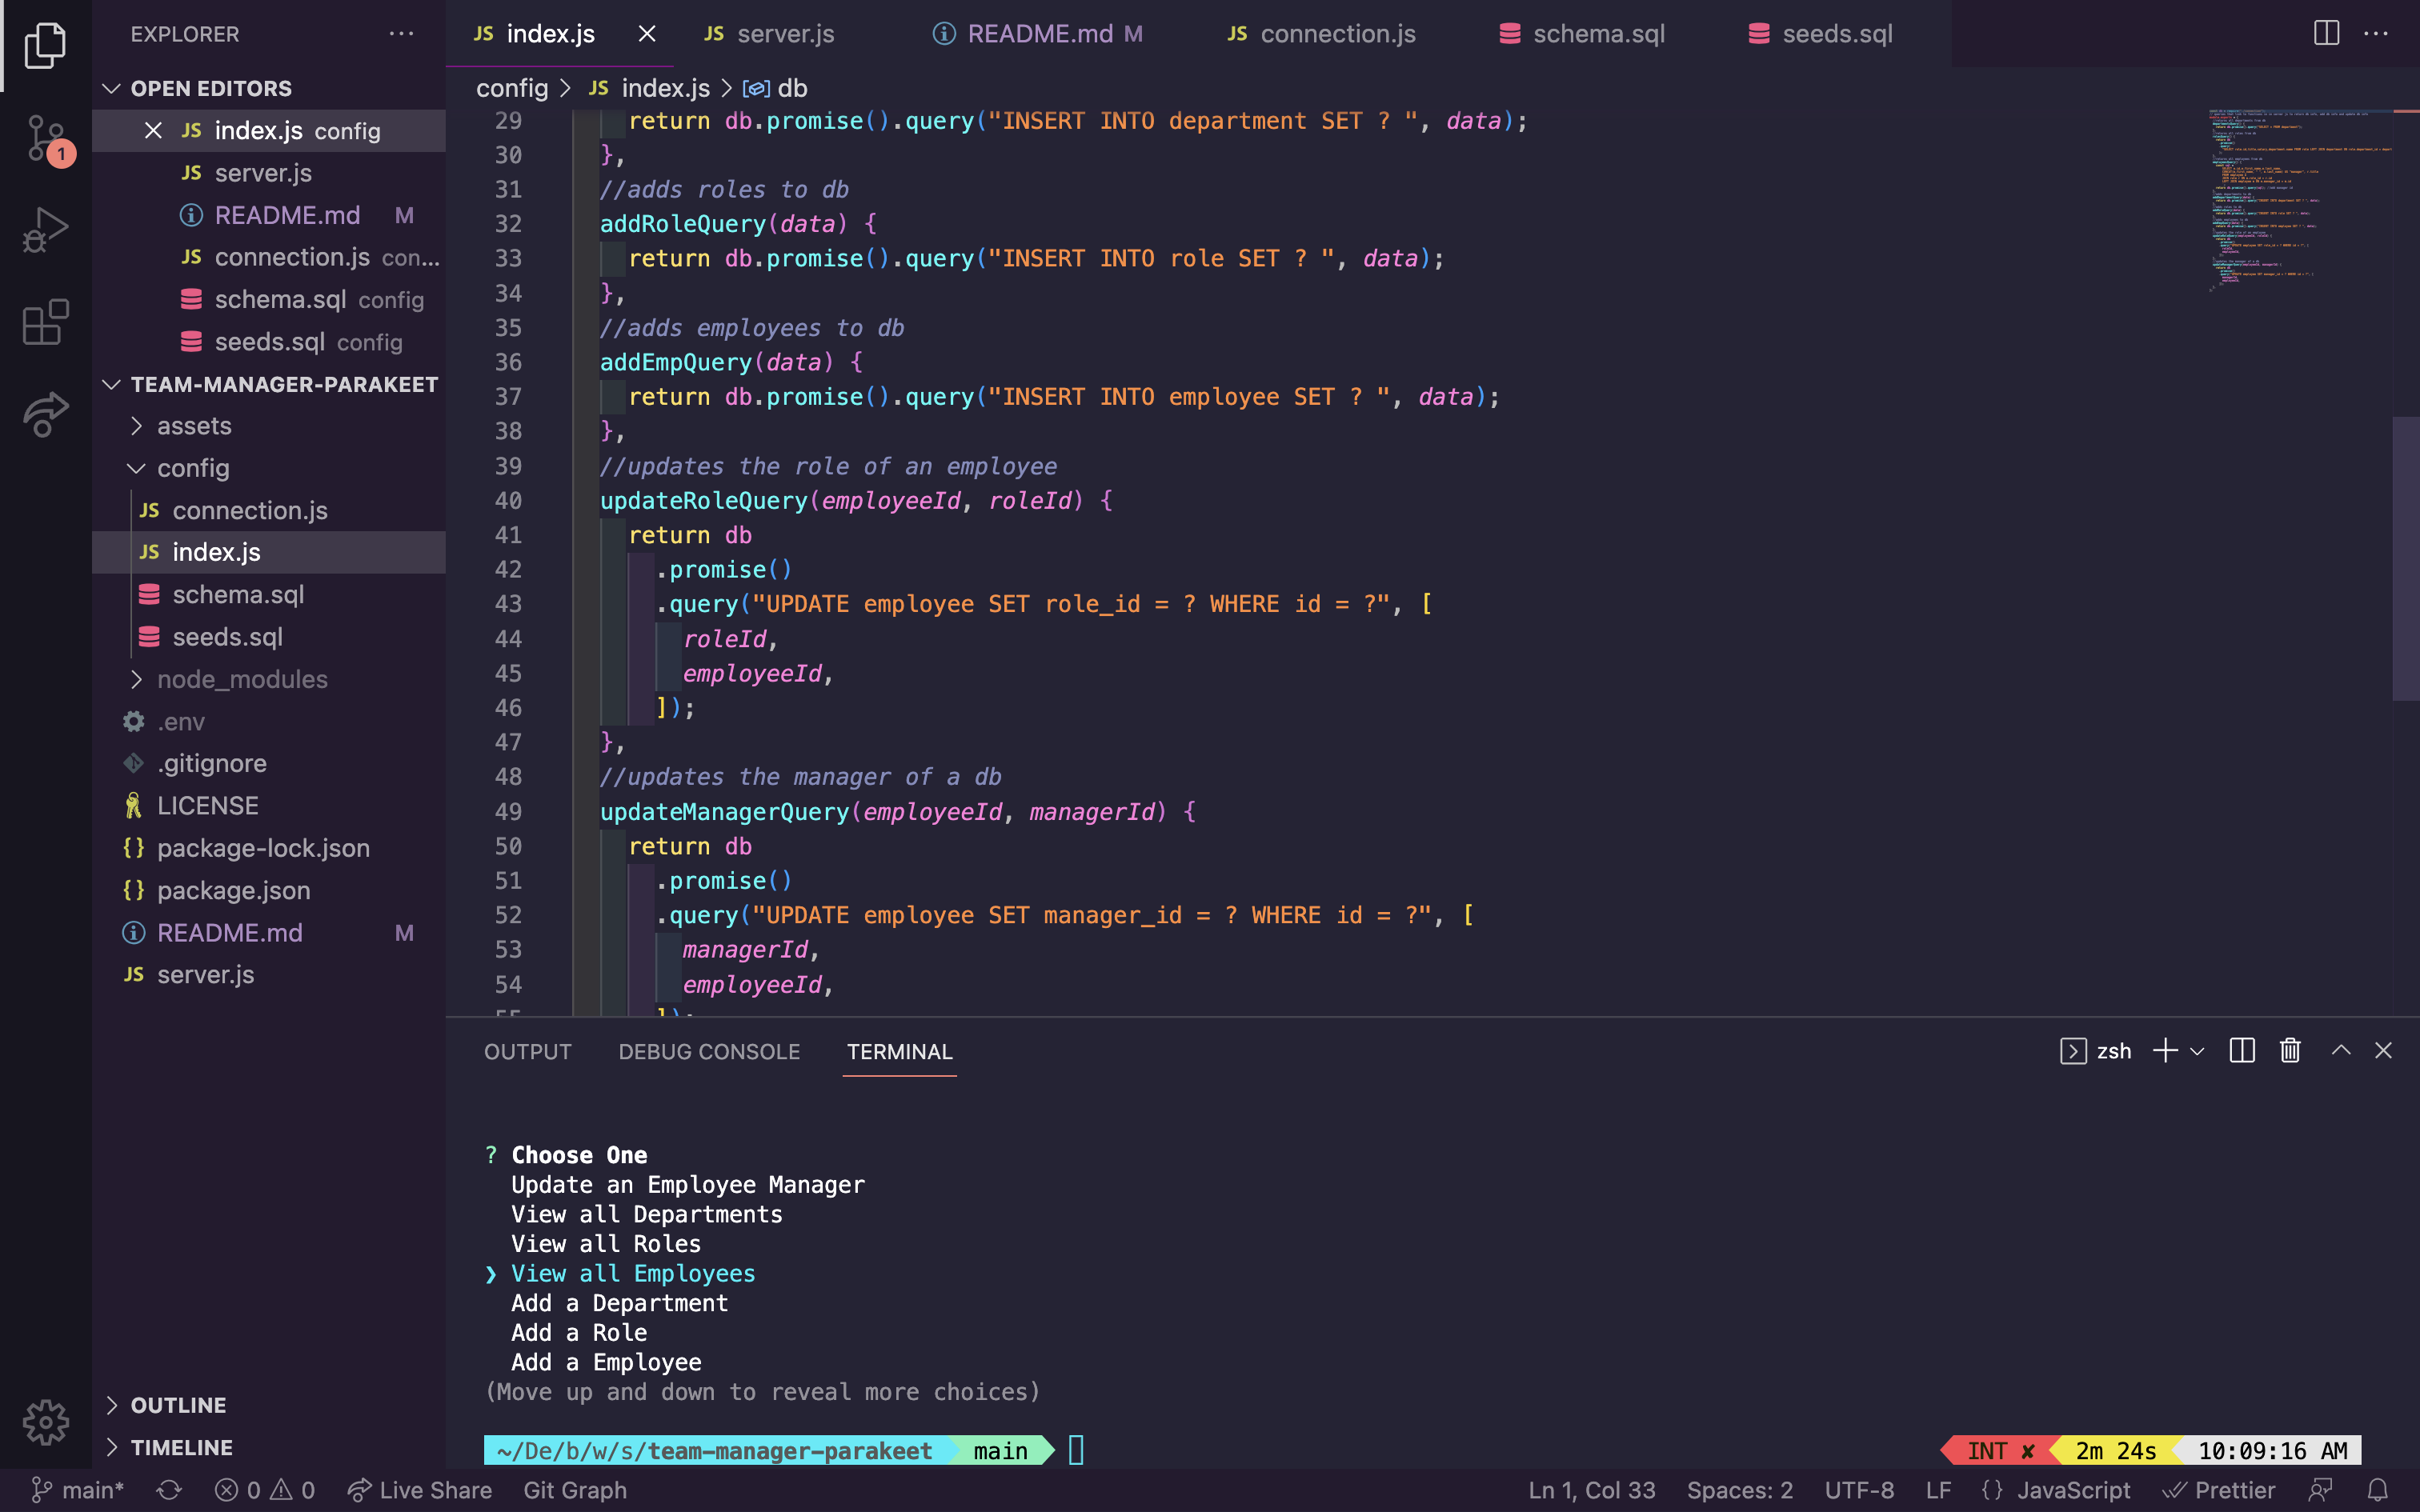 EXPLORER
OPEN EDITORS
index.js config
server.js
README.md M
connection.js con...
schema.sql config
seeds.sql config
TEAM-MANAGER-PARAKEET
assets
config
connection.js
index.js
schema.sql
seeds.sql
node_modules
.env
.gitignore
LICENSE
package-lock.json
package.json
README.md M
server.js
OUTLINE
TIMELINE
1
JS index.js
JS server.js
README.md M
JS connection.js
schema.sql
seeds.sql
config > JS index.js > db
29 return db.promise().query("INSERT INTO department SET ? ", data);
30 },
31 //adds roles to db
32 addRoleQuery(data) {
33 return db.promise().query("INSERT INTO role SET ? ", data);
34 },
35 //adds employees to db
36 addEmpQuery(data) {
37 return db.promise().query("INSERT INTO employee SET ? ", data);
38 },
39 //updates the role of an employee
40 updateRoleQuery(employeeId, roleId) {
41 return db
42 .promise()
43 .query("UPDATE employee SET role_id = ? WHERE id = ?", [
44 roleId,
45 employeeId,
46 ]);
47 },
48 //updates the manager of a db
49 updateManagerQuery(employeeId, managerId) {
50 return db
51 .promise()
52 .query("UPDATE employee SET manager_id = ? WHERE id = ?", [
53 managerId,
54 employeeId,
55 ]);
OUTPUT DEBUG CONSOLE TERMINAL
zsh
? Choose One
Update an Employee Manager
View all Departments
View all Roles
❯ View all Employees
Add a Department
Add a Role
Add a Employee
(Move up and down to reveal more choices)
~/De/b/w/s/team-manager-parakeet main
INT ✘ 2m 24s 10:09:16 AM
main* 0 0 Live Share Git Graph
Ln 1, Col 33 Spaces: 2 UTF-8 LF {} JavaScript Prettier